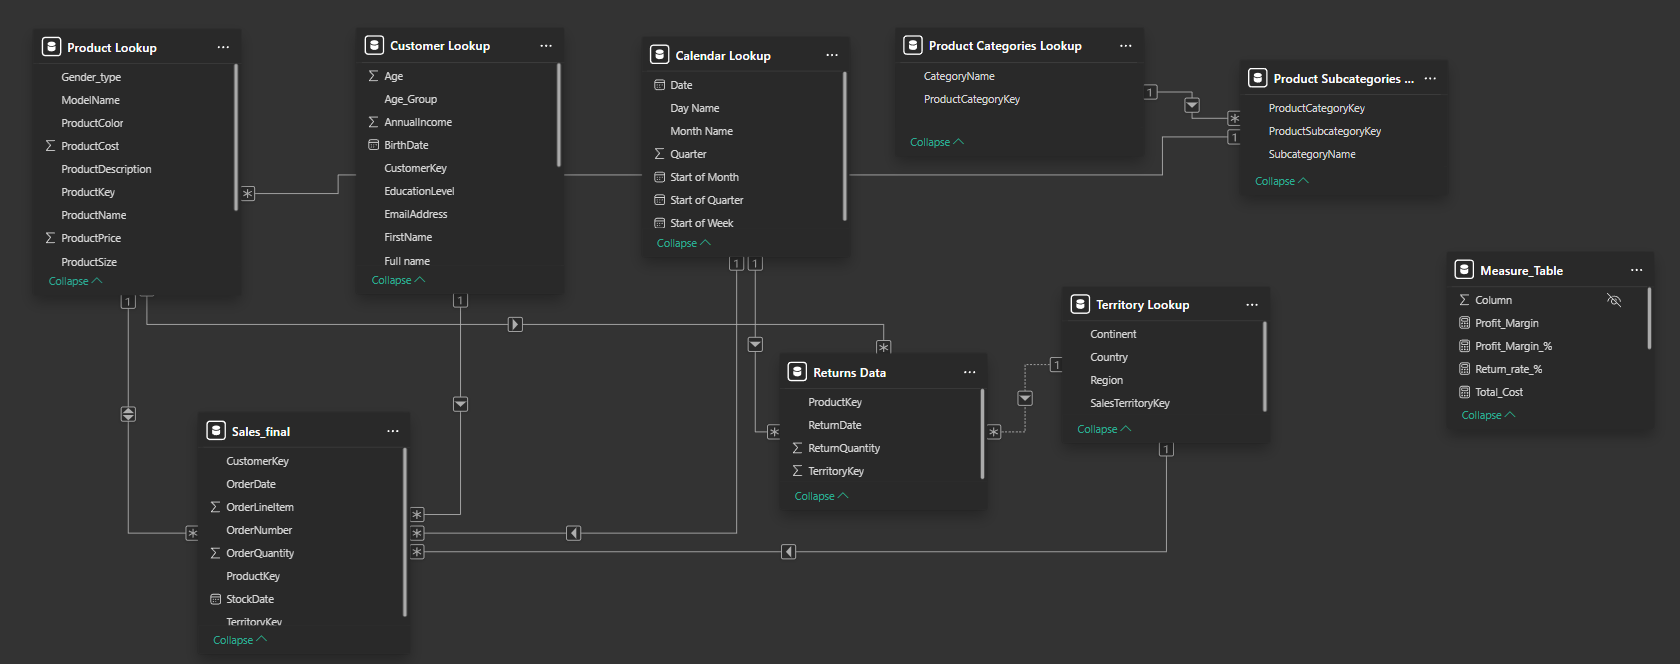 Product Lookup ...
Gender_type
ModelName
ProductColor
ProductCost
ProductDescription
ProductKey
ProductName
ProductPrice
ProductSize
Collapse
Customer Lookup ...
Age
Age_Group
AnnualIncome
BirthDate
CustomerKey
EducationLevel
EmailAddress
FirstName
Full name
Collapse
Calendar Lookup ...
Date
Day Name
Month Name
Quarter
Start of Month
Start of Quarter
Start of Week
Collapse
Product Categories Lookup ...
CategoryName
ProductCategoryKey
Collapse
Product Subcategories ... ...
ProductCategoryKey
ProductSubcategoryKey
SubcategoryName
Collapse
1
*
1
*
1
1
1
1
*
Measure_Table ...
Column
Profit_Margin
Profit_Margin_%
Return_rate_%
Total_Cost
Collapse
Territory Lookup ...
Continent
Country
Region
SalesTerritoryKey
Collapse
1
*
*
1
Returns Data ...
ProductKey
ReturnDate
ReturnQuantity
TerritoryKey
Collapse
Sales_final ...
CustomerKey
OrderDate
OrderLineItem
OrderNumber
OrderQuantity
ProductKey
StockDate
TerritoryKey
Collapse
*
*
*
*